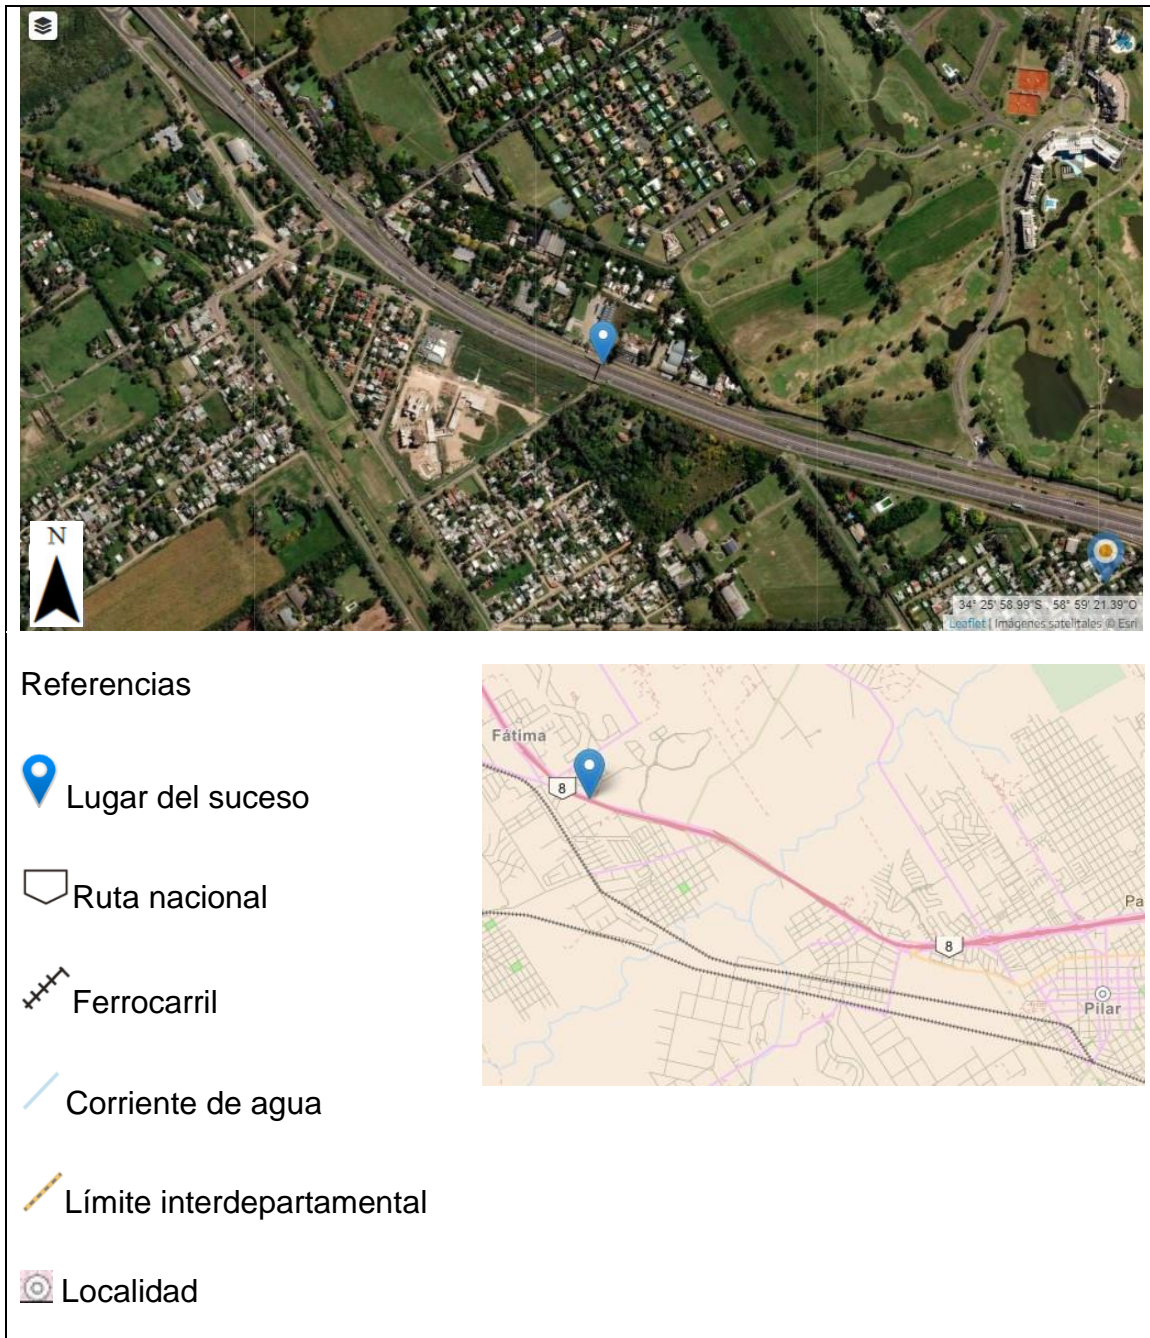 N
34° 25' 58.99"S , 58° 59' 21.39"O
Leaflet | Imágenes satelitales © Esri
Referencias
Lugar del suceso
Ruta nacional
Ferrocarril
Corriente de agua
Límite interdepartamental
Localidad
Fátima
8
8
Pa
Pilar